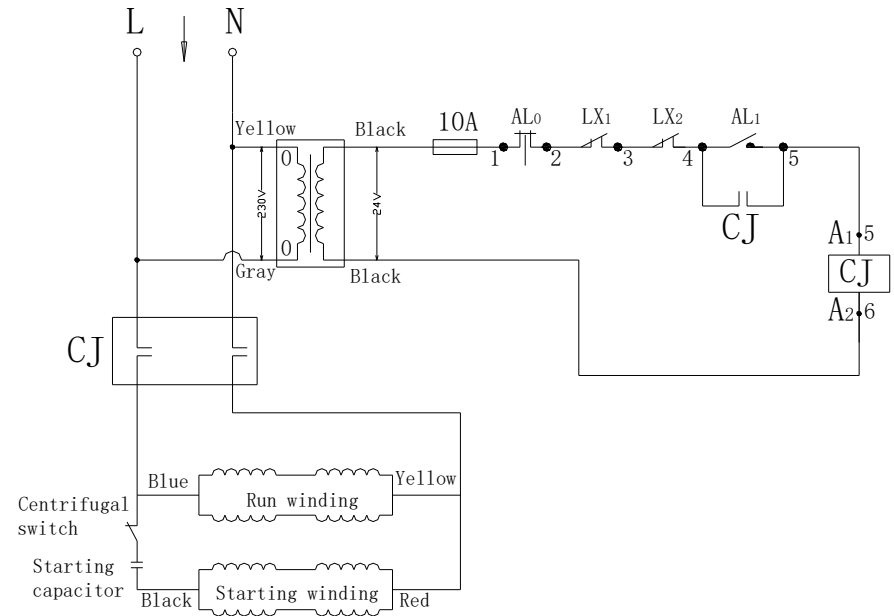 L N
Yellow Black 10A AL0 LX1 LX2 AL1
0 1 2 3 4 5
230V 24V
CJ
0 A1 5
Gray Black CJ
A2 6
CJ
Blue Yellow
Run winding
Centrifugal
switch
Starting
capacitor
Starting winding
Black Red